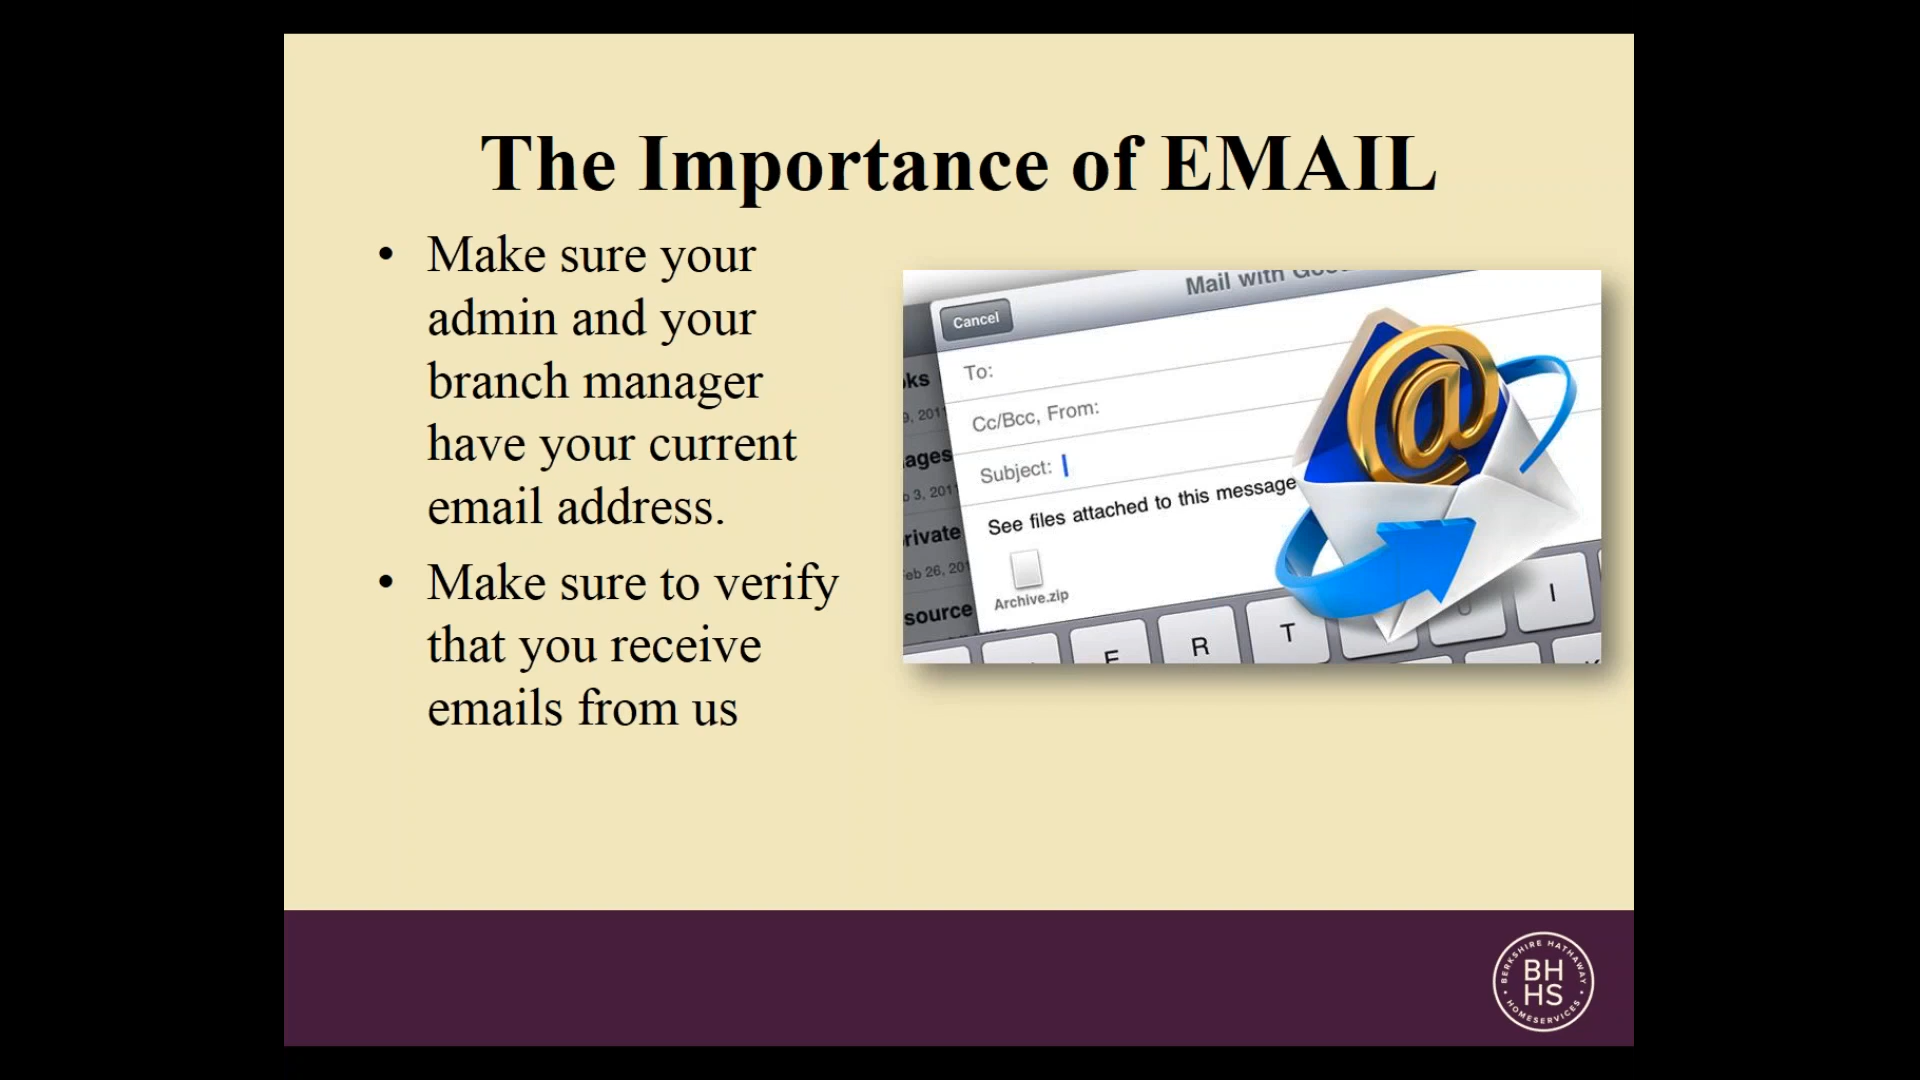 The Importance of EMAIL
• Make sure your
admin and your
branch manager
have your current
email address.
• Make sure to verify
that you receive
emails from us
Mail with
Cancel
To:
Cc/Bcc, From:
Subject:
See files attached to this message
Archive.zip
E R T I
BERKSHIRE HATHAWAY
BH
HS
HOMESERVICES